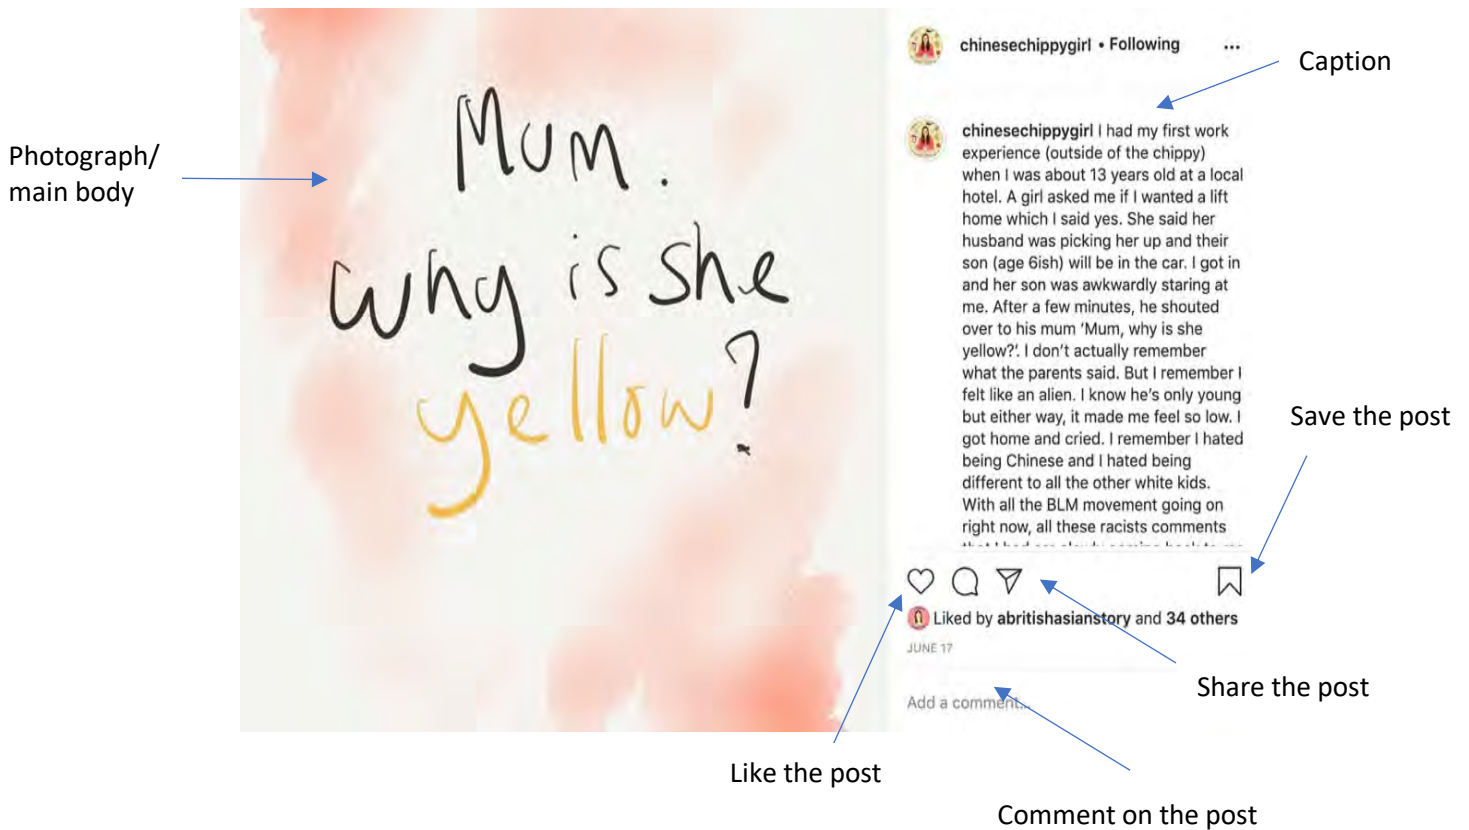 Photograph/
main body
Mum.
why is she
yellow?
chinesechippygirl • Following
...
Caption
chinesechippygirl I had my first work
experience (outside of the chippy)
when I was about 13 years old at a local
hotel. A girl asked me if I wanted a lift
home which I said yes. She said her
husband was picking her up and their
son (age 6ish) will be in the car. I got in
and her son was awkwardly staring at
me. After a few minutes, he shouted
over to his mum ‘Mum, why is she
yellow?’. I don’t actually remember
what the parents said. But I remember I
felt like an alien. I know he’s only young
but either way, it made me feel so low. I
got home and cried. I remember I hated
being Chinese and I hated being
different to all the other white kids.
With all the BLM movement going on
right now, all these racists comments
Save the post
Liked by abritishasianstory and 34 others
JUNE 17
Share the post
Add a comment...
Like the post
Comment on the post